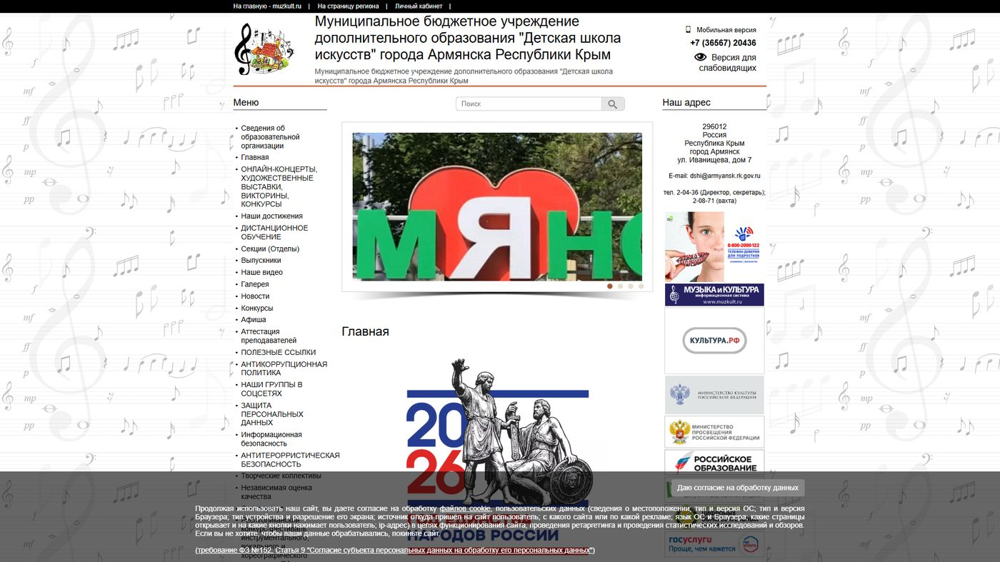 На главную - muzkult.ru | На страницу региона | Личный кабинет |
Муниципальное бюджетное учреждение
дополнительного образования "Детская школа
искусств" города Армянска Республики Крым
Муниципальное бюджетное учреждение дополнительного образования "Детская школа
искусств" города Армянска Республики Крым
Мобильная версия
+7 (36567) 20436
Версия для
слабовидящих
Меню
Сведения об
образовательной
организации
Главная
ОНЛАЙН-КОНЦЕРТЫ,
ХУДОЖЕСТВЕННЫЕ
ВЫСТАВКИ,
ВИКТОРИНЫ,
КОНКУРСЫ
Наши достижения
ДИСТАНЦИОННОЕ
ОБУЧЕНИЕ
Секции (Отделы)
Выпускники
Наше видео
Галерея
Новости
Конкурсы
Афиша
Аттестация
преподавателей
ПОЛЕЗНЫЕ ССЫЛКИ
АНТИКОРРУПЦИОННАЯ
ПОЛИТИКА
НАШИ ГРУППЫ В
СОЦСЕТЯХ
ЗАЩИТА
ПЕРСОНАЛЬНЫХ
ДАННЫХ
Информационная
безопасность
АНТИТЕРРОРИСТИЧЕСКАЯ
БЕЗОПАСНОСТЬ
Творческие коллективы
Независимая оценка
качества
Поиск
МЯН
Главная
2026
ГОД ЕДИНСТВА
НАРОДОВ РОССИИ
Наш адрес
296012
Россия
Республика Крым
город Армянск
ул. Иванищева, дом 7
E-mail: dshi@armyansk.rk.gov.ru
тел. 2-04-36 (Директор, секретарь);
2-08-71 (вахта)
8-800-2000-122
ТЕЛЕФОН ДОВЕРИЯ
ДЛЯ ПОДРОСТКОВ
МУЗЫКА и КУЛЬТУРА
информационная система
www.muzkult.ru
КУЛЬТУРА.РФ
МИНИСТЕРСТВО КУЛЬТУРЫ
РОССИЙСКОЙ ФЕДЕРАЦИИ
МИНИСТЕРСТВО
ПРОСВЕЩЕНИЯ
РОССИЙСКОЙ ФЕДЕРАЦИИ
РОССИЙСКОЕ
ОБРАЗОВАНИЕ
госуслуги
Проще, чем кажется
Даю согласие на обработку данных
Продолжая использовать наш сайт, вы даете согласие на обработку файлов cookie, пользовательских данных (сведения о местоположении; тип и версия ОС; тип и версия
Браузера; тип устройства и разрешение его экрана; источник откуда пришел на сайт пользователь; с какого сайта или по какой рекламе; язык ОС и Браузера; какие страницы
открывает и на какие кнопки нажимает пользователь; ip-адрес) в целях функционирования сайта, проведения ретаргетинга и проведения статистических исследований и обзоров.
Если вы не хотите, чтобы ваши данные обрабатывались, покиньте сайт.
(требование ФЗ №152. Статья 9 "Согласие субъекта персональных данных на обработку его персональных данных")